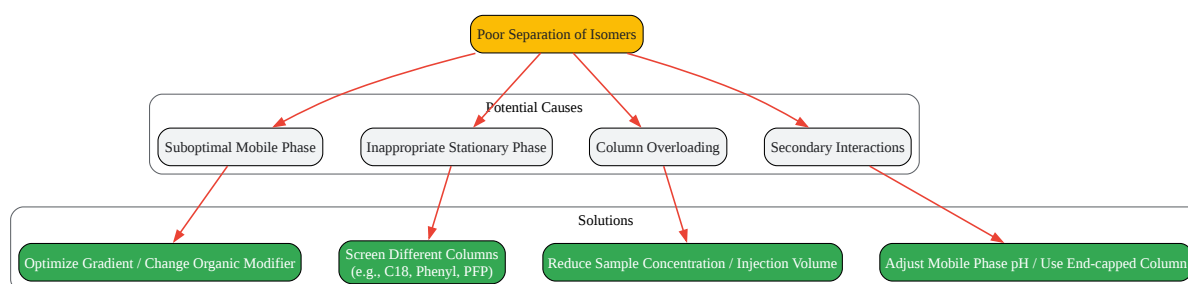 Poor Separation of Isomers
Potential Causes
Suboptimal Mobile Phase
Inappropriate Stationary Phase
Column Overloading
Secondary Interactions
Solutions
Optimize Gradient / Change Organic Modifier
Screen Different Columns
(e.g., C18, Phenyl, PFP)
Reduce Sample Concentration / Injection Volume
Adjust Mobile Phase pH / Use End-capped Column